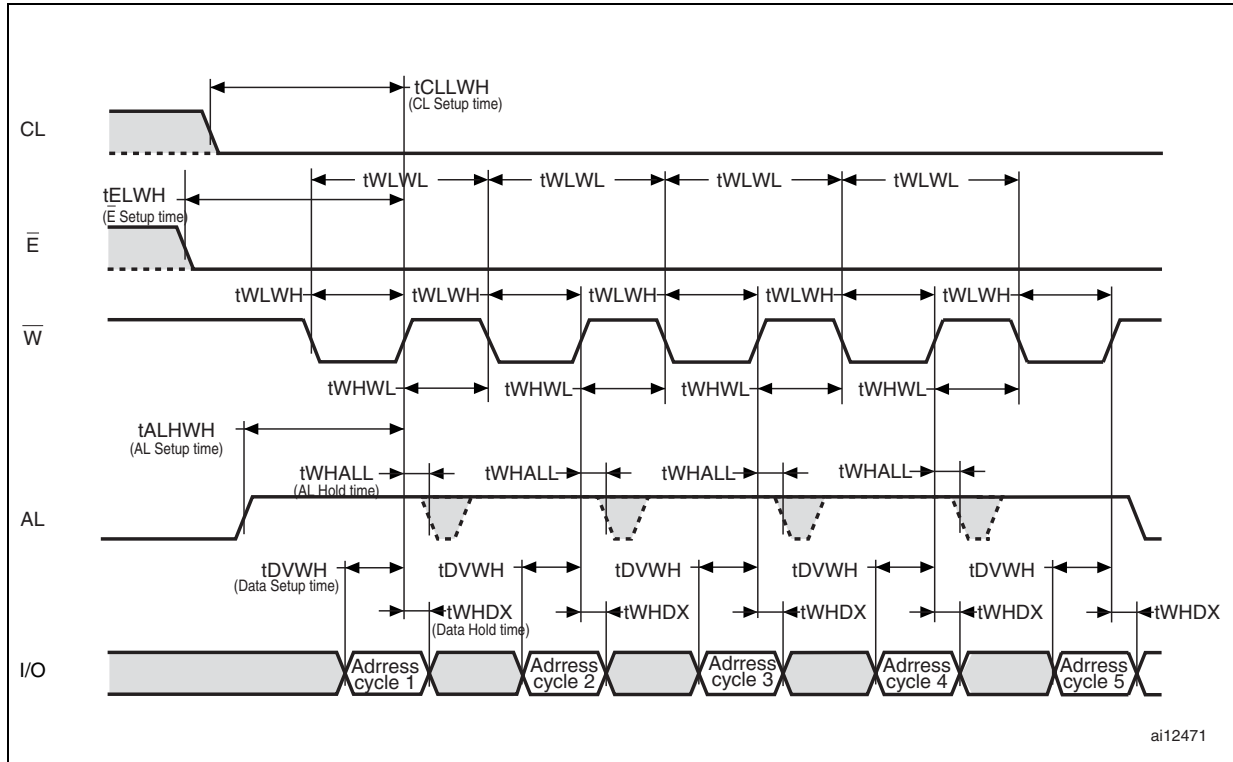 tCLLWH
(CL Setup time)
CL
tWLWL tWLWL tWLWL tWLWL
tELWH
(E̅ Setup time)
E̅
tWLWH tWLWH tWLWH tWLWH tWLWH
W̅
tWHWL tWHWL tWHWL tWHWL
tALHWH
(AL Setup time)
tWHALL tWHALL tWHALL tWHALL
(AL Hold time)
AL
tDVWH tDVWH tDVWH tDVWH tDVWH
(Data Setup time)
tWHDX tWHDX tWHDX tWHDX tWHDX
(Data Hold time)
I/O
Adrress cycle 1
Adrress cycle 2
Adrress cycle 3
Adrress cycle 4
Adrress cycle 5
ai12471